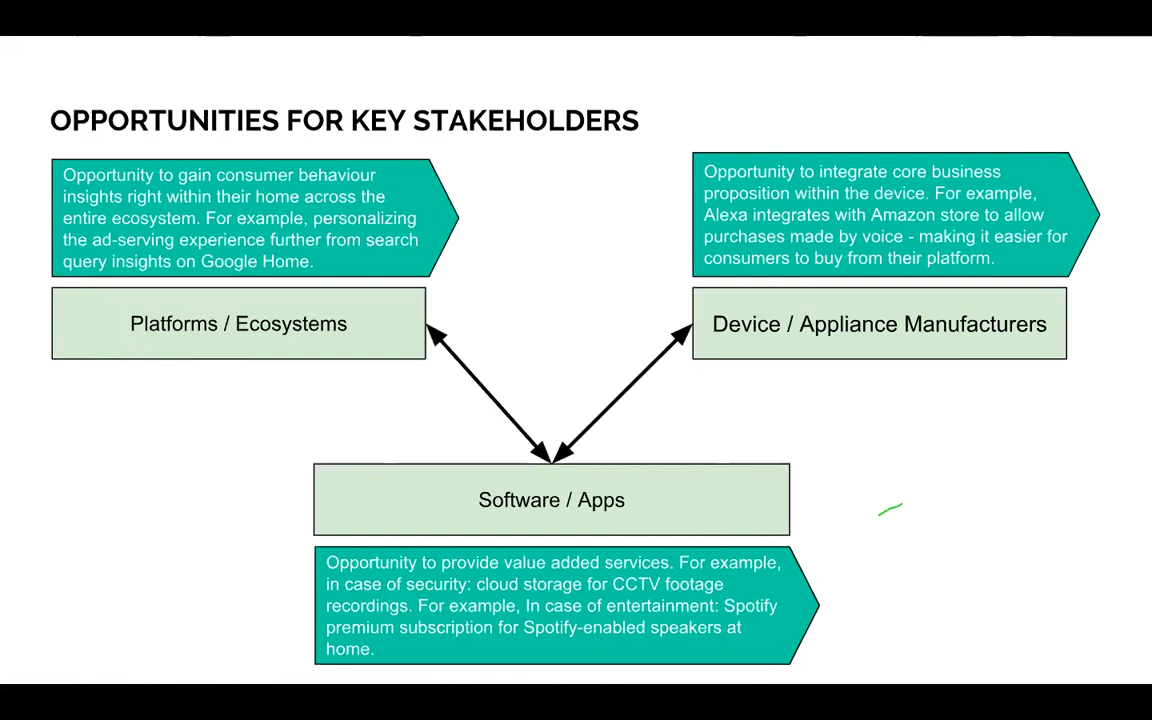 OPPORTUNITIES FOR KEY STAKEHOLDERS
Opportunity to gain consumer behaviour
insights right within their home across the
entire ecosystem. For example, personalizing
the ad-serving experience further from search
query insights on Google Home.
Platforms / Ecosystems
Opportunity to integrate core business
proposition within the device. For example,
Alexa integrates with Amazon store to allow
purchases made by voice - making it easier for
consumers to buy from their platform.
Device / Appliance Manufacturers
Software / Apps
Opportunity to provide value added services. For example,
in case of security: cloud storage for CCTV footage
recordings. For example, In case of entertainment: Spotify
premium subscription for Spotify-enabled speakers at
home.